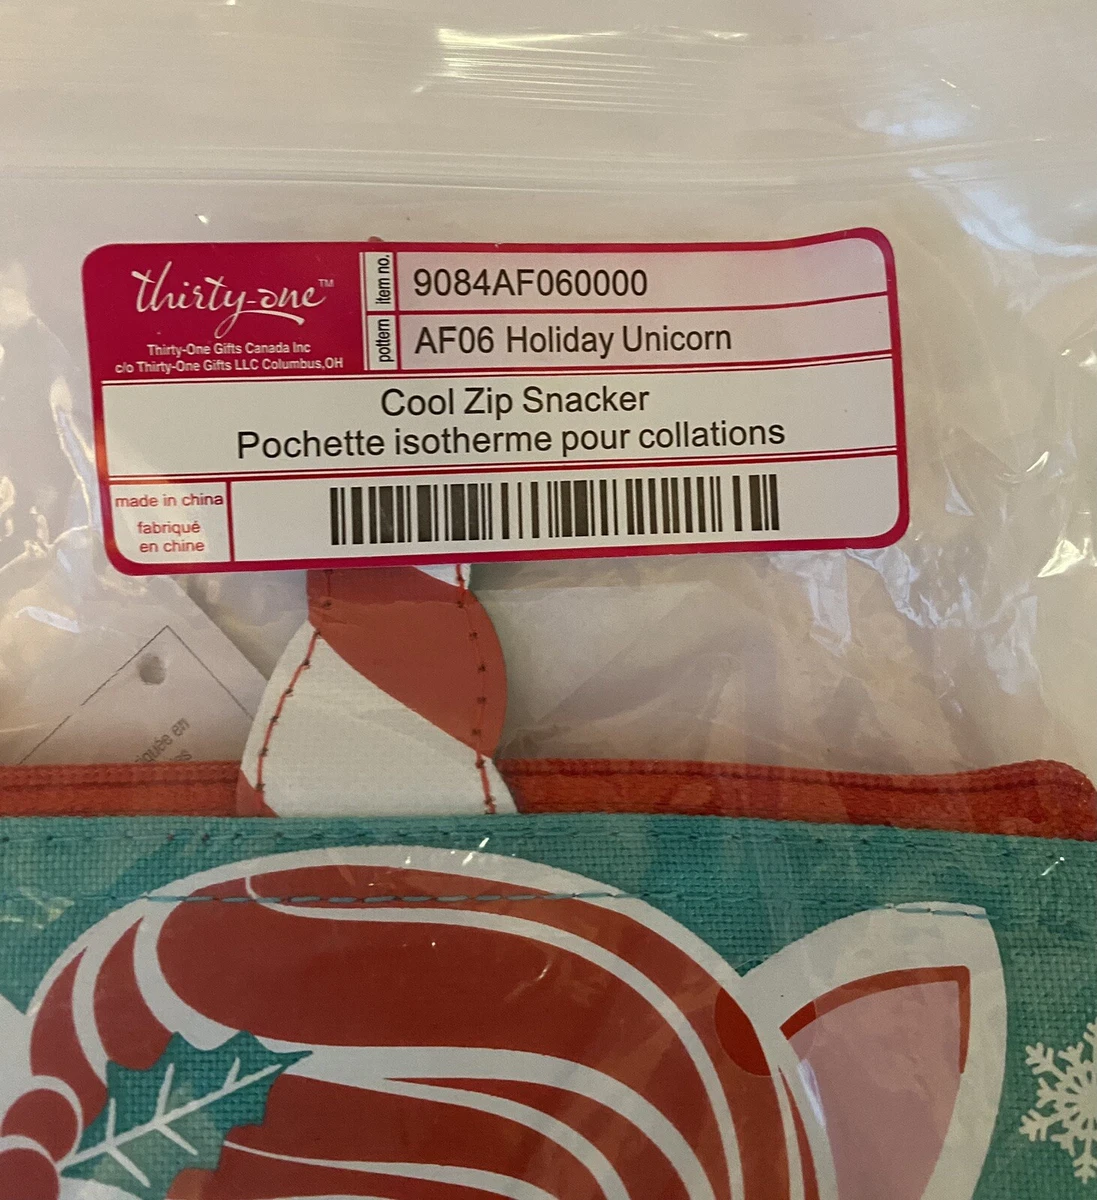 thirty-one™
Thirty-One Gifts Canada Inc
c/o Thirty-One Gifts LLC Columbus,OH
item no.
9084AF060000
pattern
AF06 Holiday Unicorn
Cool Zip Snacker
Pochette isotherme pour collations
made in china
fabriqué
en chine
en